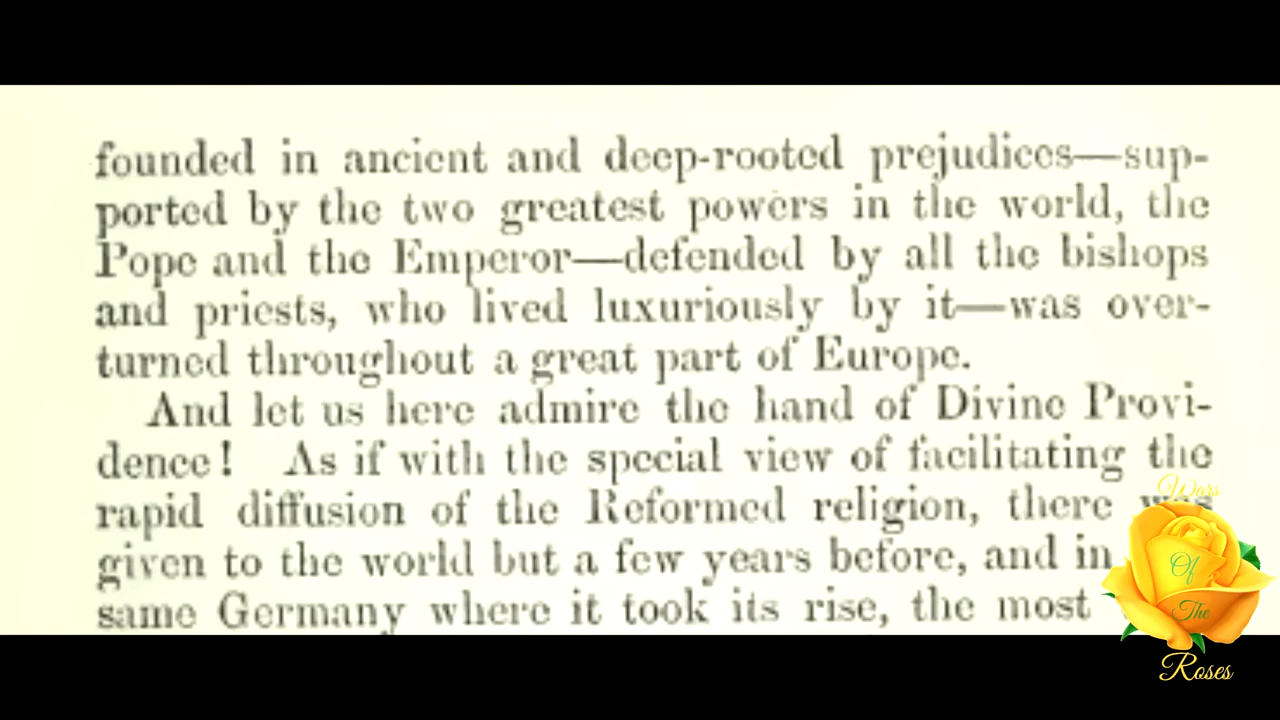 founded in ancient and deep-rooted prejudices—sup-
ported by the two greatest powers in the world, the
Pope and the Emperor—defended by all the bishops
and priests, who lived luxuriously by it—was over-
turned throughout a great part of Europe.
And let us here admire the hand of Divine Provi-
dence! As if with the special view of facilitating the
rapid diffusion of the Reformed religion, there was
given to the world but a few years before, and in
same Germany where it took its rise, the most
Wars
Of
The
Roses